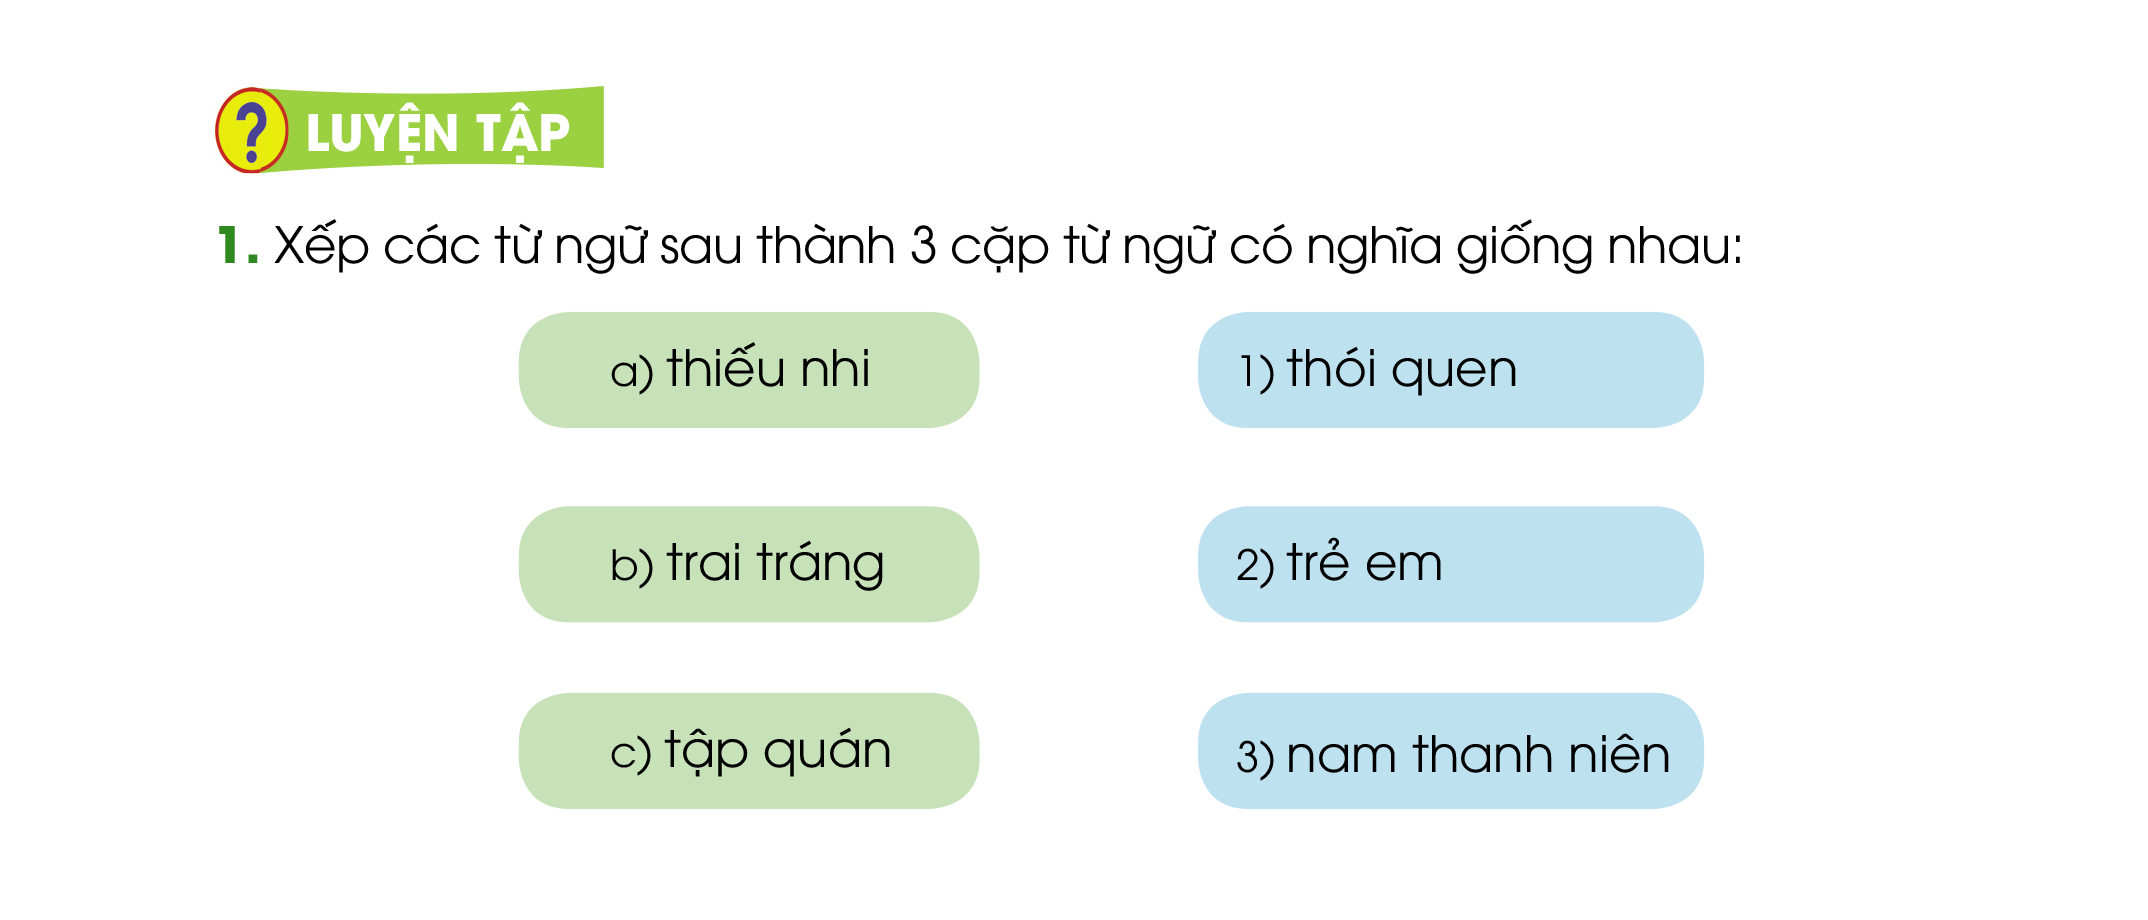 ? LUYỆN TẬP
1. Xếp các từ ngữ sau thành 3 cặp từ ngữ có nghĩa giống nhau:
a) thiếu nhi
1) thói quen
b) trai tráng
2) trẻ em
c) tập quán
3) nam thanh niên